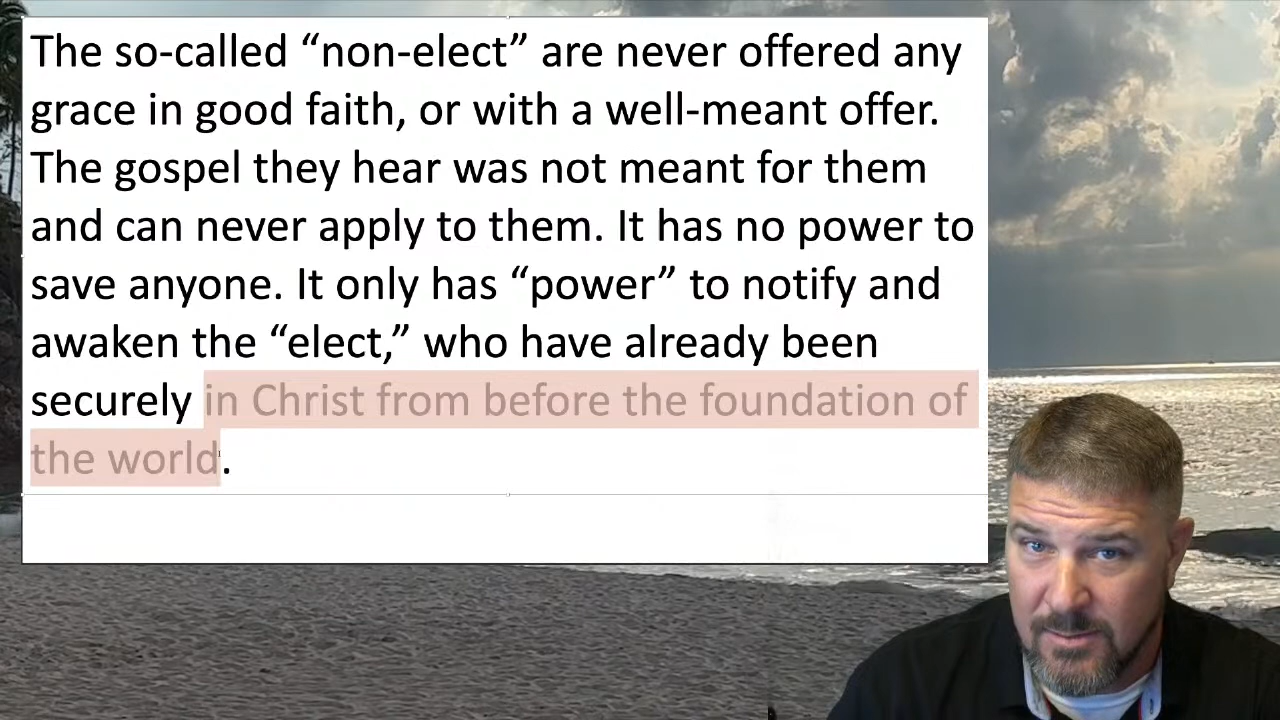 The so-called “non-elect” are never offered any
grace in good faith, or with a well-meant offer.
The gospel they hear was not meant for them
and can never apply to them. It has no power to
save anyone. It only has “power” to notify and
awaken the “elect,” who have already been
securely in Christ from before the foundation of
the world.